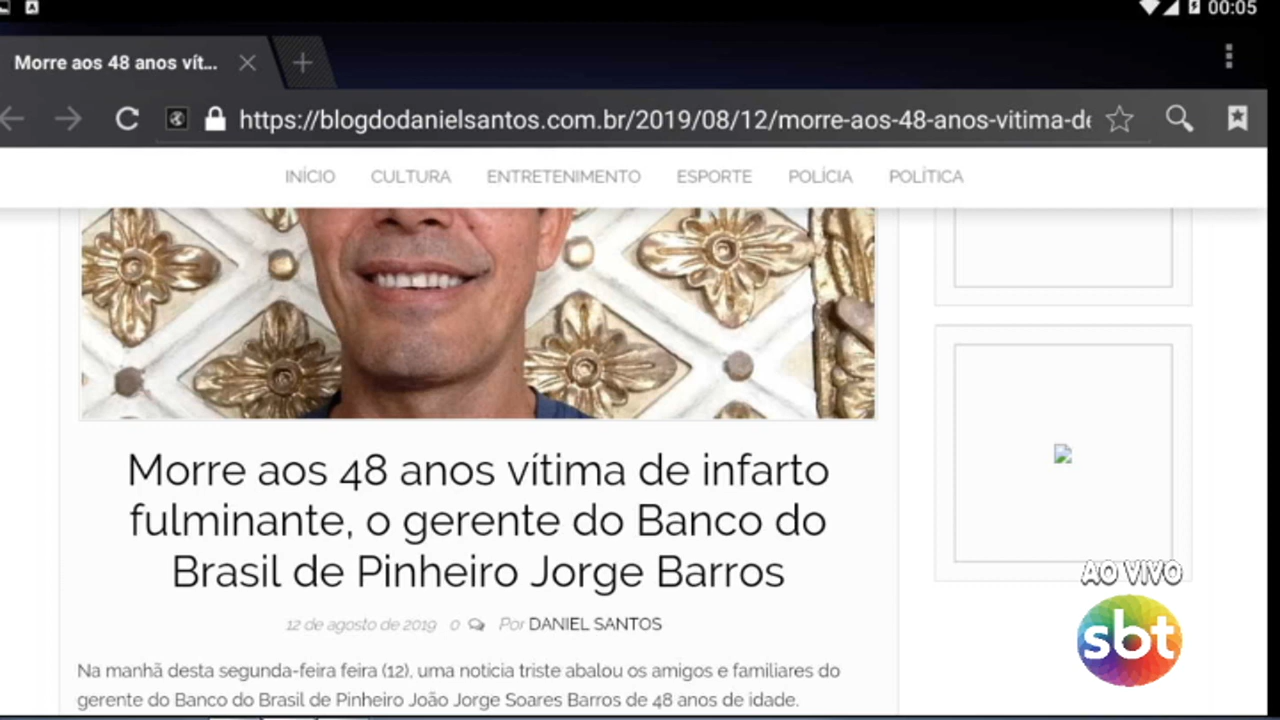 00:05
Morre aos 48 anos vít...
https://blogdodanielsantos.com.br/2019/08/12/morre-aos-48-anos-vitima-de
INÍCIO CULTURA ENTRETENIMENTO ESPORTE POLÍCIA POLÍTICA
Morre aos 48 anos vítima de infarto
fulminante, o gerente do Banco do
Brasil de Pinheiro Jorge Barros
12 de agosto de 2019 0 Por DANIEL SANTOS
Na manhã desta segunda-feira feira (12), uma notícia triste abalou os amigos e familiares do
gerente do Banco do Brasil de Pinheiro João Jorge Soares Barros de 48 anos de idade.
AO VIVO
sbt